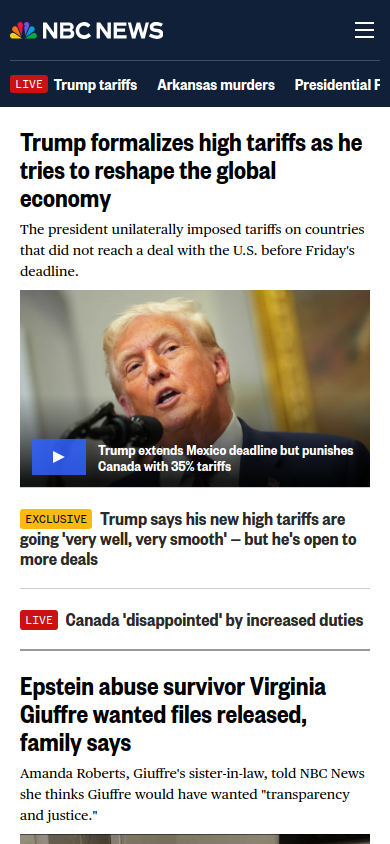 NBC NEWS
LIVE Trump tariffs Arkansas murders Presidential
Trump formalizes high tariffs as he
tries to reshape the global
economy
The president unilaterally imposed tariffs on countries
that did not reach a deal with the U.S. before Friday's
deadline.
Trump extends Mexico deadline but punishes
Canada with 35% tariffs
EXCLUSIVE Trump says his new high tariffs are
going 'very well, very smooth' – but he's open to
more deals
LIVE Canada 'disappointed' by increased duties
Epstein abuse survivor Virginia
Giuffre wanted files released,
family says
Amanda Roberts, Giuffre's sister-in-law, told NBC News
she thinks Giuffre would have wanted "transparency
and justice."